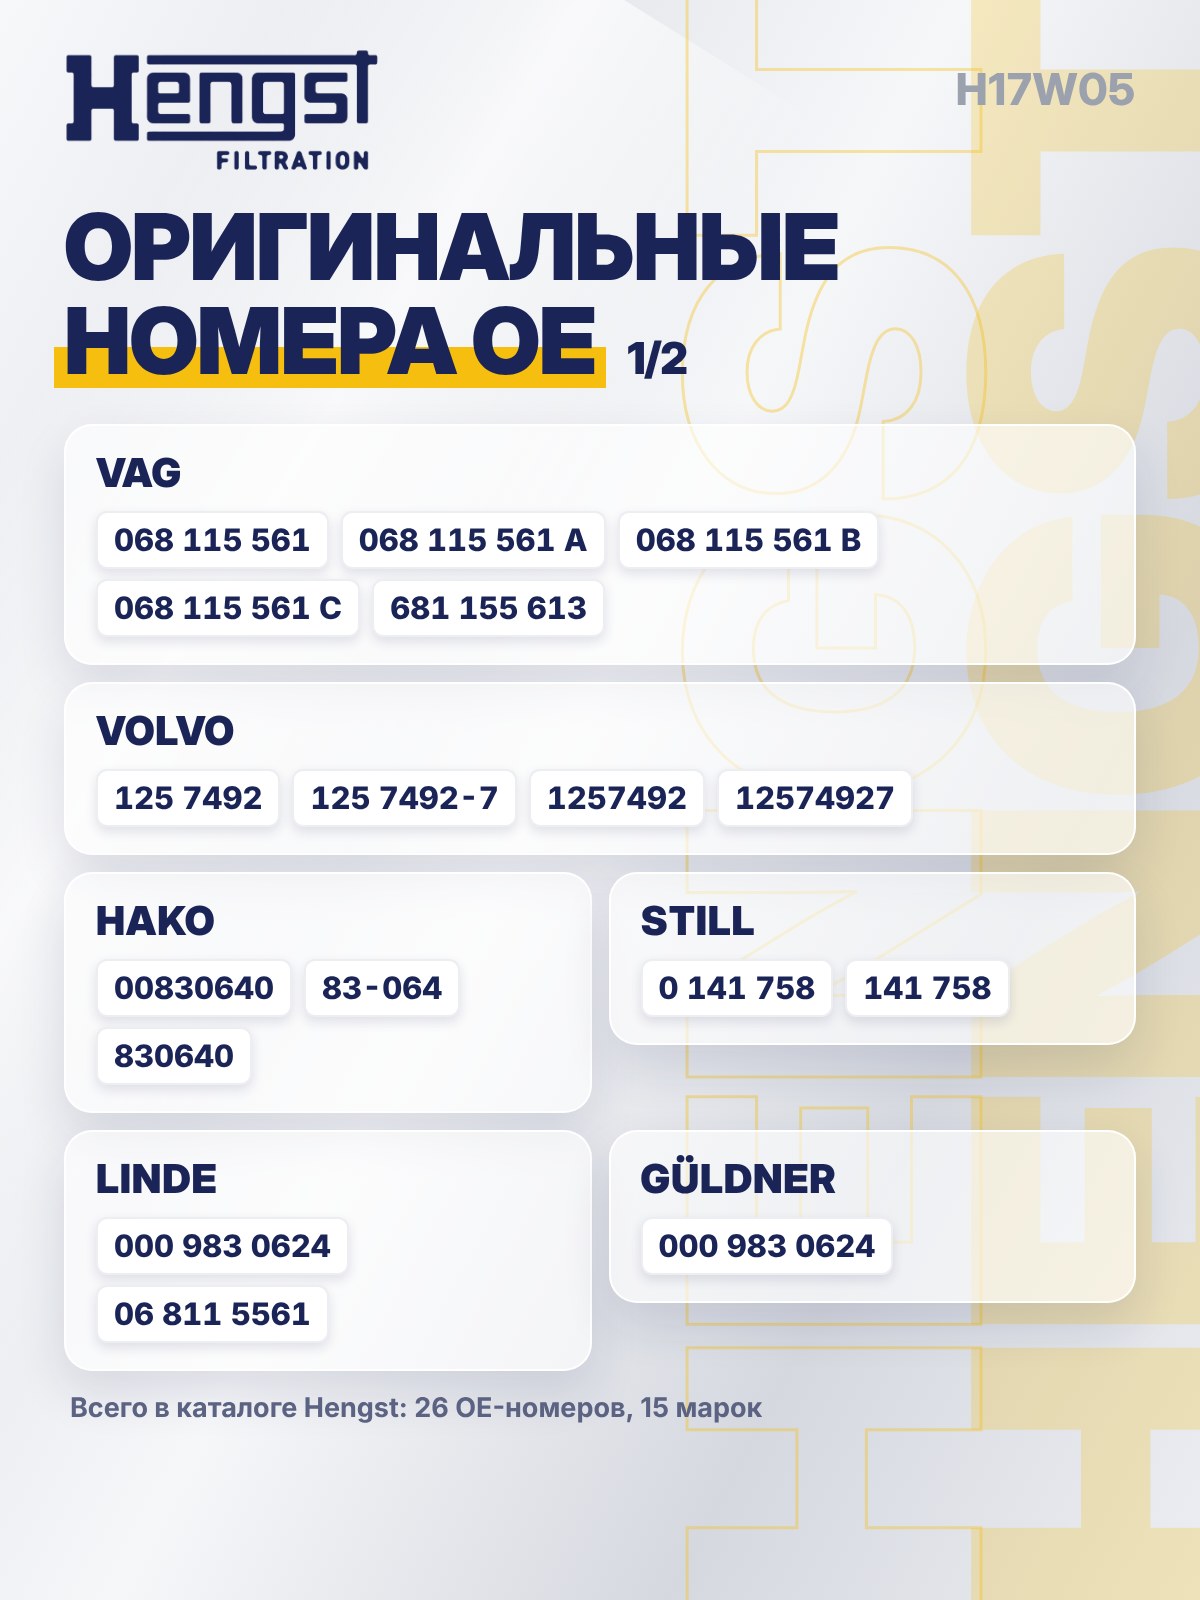 Hengst
FILTRATION
H17W05
ОРИГИНАЛЬНЫЕ
НОМЕРА OE 1/2
VAG
068 115 561
068 115 561 A
068 115 561 B
068 115 561 C
681 155 613
VOLVO
125 7492
125 7492-7
1257492
12574927
HAKO
00830640
83-064
830640
STILL
0 141 758
141 758
LINDE
000 983 0624
06 811 5561
GÜLDNER
000 983 0624
Всего в каталоге Hengst: 26 OE-номеров, 15 марок
HENGST
HENGST